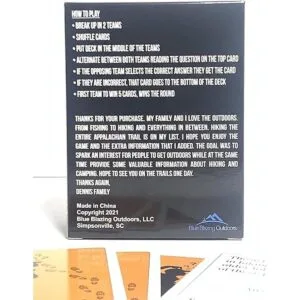 HOW TO PLAY
• BREAK UP IN 2 TEAMS
• SHUFFLE CARDS
• PUT DECK IN THE MIDDLE OF THE TEAMS
• ALTERNATE BETWEEN BOTH TEAMS READING THE QUESTION ON THE TOP CARD
• IF THE OPPOSING TEAM SELECTS THE CORRECT ANSWER THEY GET THE CARD
• IF THEY ARE INCORRECT, THAT CARD GOES TO THE BOTTOM OF THE DECK
• FIRST TEAM TO WIN 5 CARDS, WINS THE ROUND
THANKS FOR YOUR PURCHASE. MY FAMILY AND I LOVE THE OUTDOORS.
FROM FISHING TO HIKING AND EVERYTHING IN BETWEEN. HIKING THE
ENTIRE APPALACHIAN TRAIL IS ON MY LIST. I HOPE YOU ENJOY THE
GAME AND THE EXTRA INFORMATION THAT I ADDED. THE GOAL WAS TO
SPARK AN INTEREST FOR PEOPLE TO GET OUTDOORS WHILE AT THE SAME
TIME PROVIDE SOME VALUABLE INFORMATION ABOUT HIKING AND
CAMPING. HOPE TO SEE YOU ON THE TRAILS ONE DAY.
THANKS AGAIN,
DENNIS FAMILY
Made in China
Copyright 2021
Blue Blazing Outdoors, LLC
Simpsonville, SC
Blue Blazing Outdoors